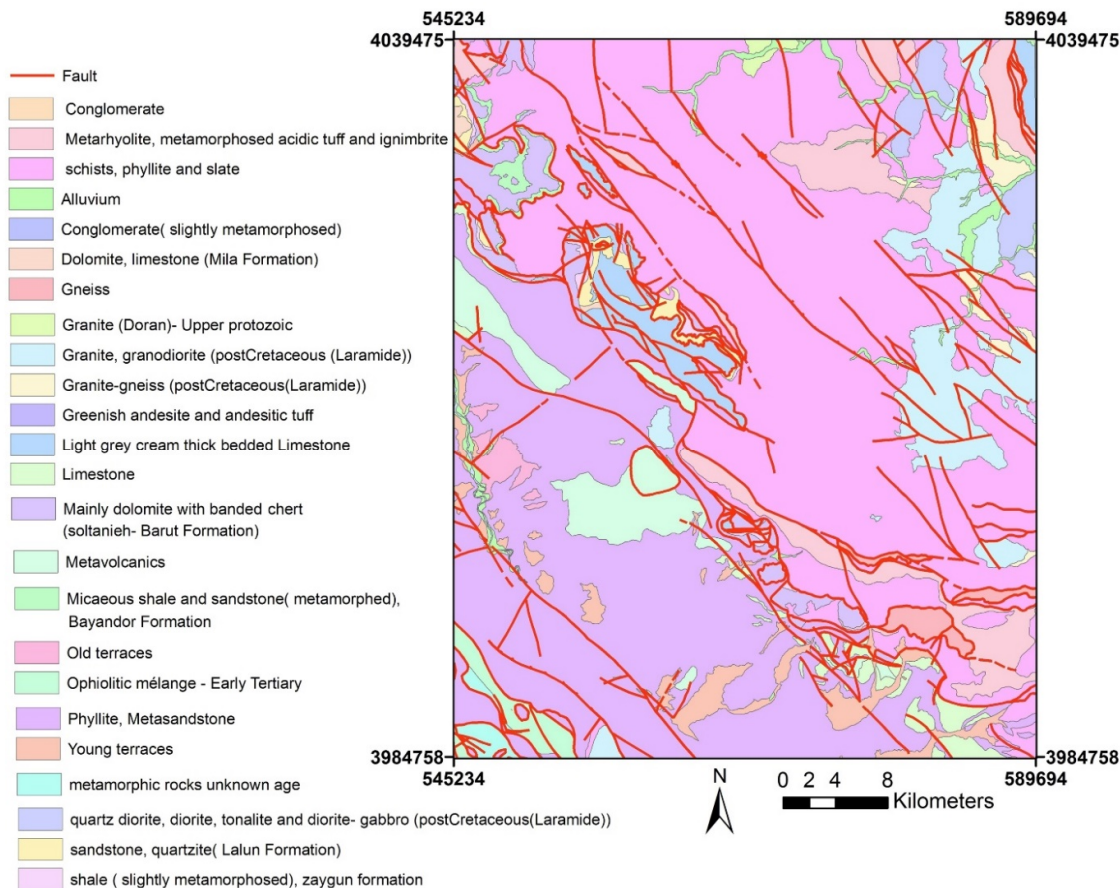 545234
589694
4039475
4039475
Fault
Conglomerate
Metarhyolite, metamorphosed acidic tuff and ignimbrite
schists, phyllite and slate
Alluvium
Conglomerate( slightly metamorphosed)
Dolomite, limestone (Mila Formation)
Gneiss
Granite (Doran)- Upper protozoic
Granite, granodiorite (postCretaceous (Laramide))
Granite-gneiss (postCretaceous(Laramide))
Greenish andesite and andesitic tuff
Light grey cream thick bedded Limestone
Limestone
Mainly dolomite with banded chert
(soltanieh- Barut Formation)
Metavolcanics
Micaeous shale and sandstone( metamorphed),
Bayandor Formation
Old terraces
Ophiolitic mélange - Early Tertiary
Phyllite, Metasandstone
Young terraces
metamorphic rocks unknown age
quartz diorite, diorite, tonalite and diorite- gabbro (postCretaceous(Laramide))
sandstone, quartzite( Lalun Formation)
shale ( slightly metamorphosed), zaygun formation
3984758
3984758
545234
589694
N
0 2 4 8
Kilometers